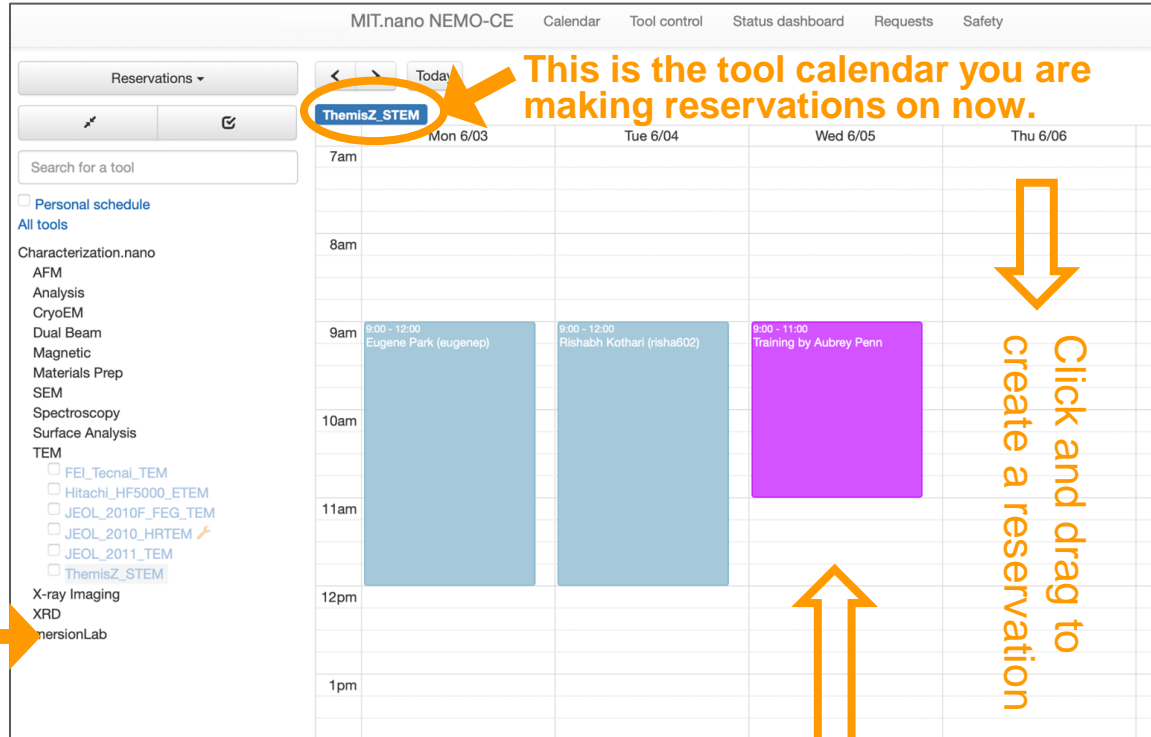 MIT.nano NEMO-CE Calendar Tool control Status dashboard Requests Safety
Reservations
Today
This is the tool calendar you are
making reservations on now.
ThemisZ_STEM
Mon 6/03 Tue 6/04 Wed 6/05 Thu 6/06
Search for a tool
Personal schedule
All tools
Characterization.nano
AFM
Analysis
CryoEM
Dual Beam
Magnetic
Materials Prep
SEM
Spectroscopy
Surface Analysis
TEM
FEI_Tecnai_TEM
Hitachi_HF5000_ETEM
JEOL_2010F_FEG_TEM
JEOL_2010_HRTEM
JEOL_2011_TEM
ThemisZ_STEM
X-ray Imaging
XRD
mersionLab
7am
8am
9am
10am
11am
12pm
1pm
9:00 - 12:00
Eugene Park (eugenep)
9:00 - 12:00
Rishabh Kothari (risha602)
9:00 - 11:00
Training by Aubrey Penn
Click and drag to
create a reservation